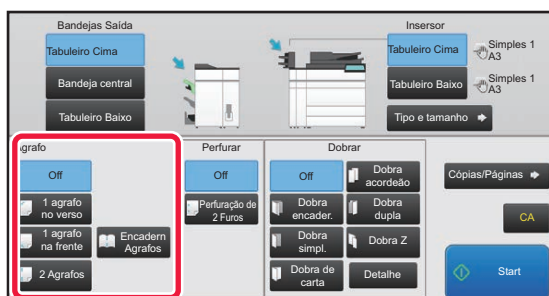 Bandejas Saída
Insersor
Tabuleiro Cima
Tabuleiro Cima
Simples 1
A3
Bandeja central
Tabuleiro Baixo
Simples 1
A3
Tabuleiro Baixo
Tipo e tamanho
Agrafo
Perfurar
Dobrar
Off
Off
Off
Dobra
acordeão
Cópias/Páginas
1 agrafo
no verso
Perfuração de
2 Furos
Dobra
encader.
Dobra
dupla
CA
1 agrafo
na frente
Encadern
Agrafos
Dobra
simpl.
Dobra Z
2 Agrafos
Dobra de
carta
Detalhe
Start